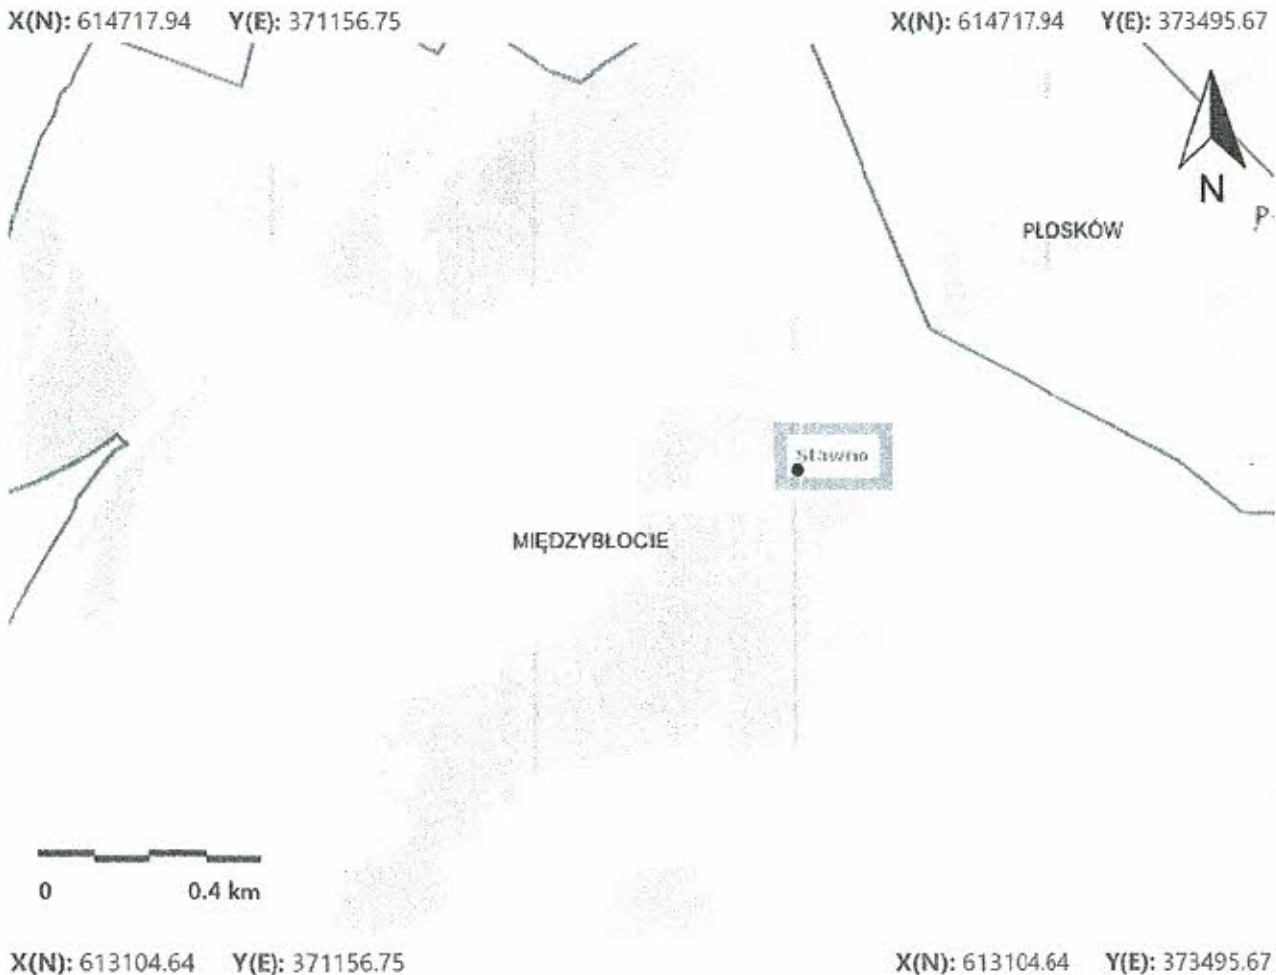 X(N): 614717.94 Y(E): 371156.75
X(N): 614717.94 Y(E): 373495.67
N
P
PŁOSKÓW
Sławno
MIĘDZYBŁOCIE
0 0.4 km
X(N): 613104.64 Y(E): 371156.75
X(N): 613104.64 Y(E): 373495.67